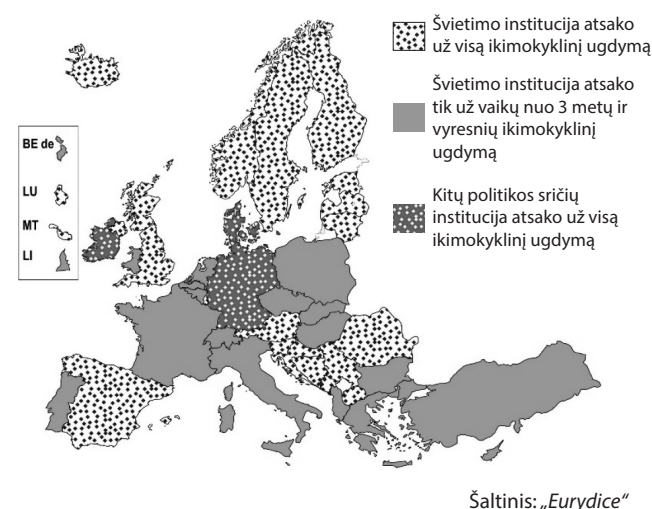 Švietimo institucija atsako
už visą ikimokyklinį ugdymą
Švietimo institucija atsako
tik už vaikų nuo 3 metų ir
vyresnių ikimokyklinį
ugdymą
Kitų politikos sričių
institucija atsako už visą
ikimokyklinį ugdymą
BE de
LU
MT
LI
Šaltinis: „Eurydice“